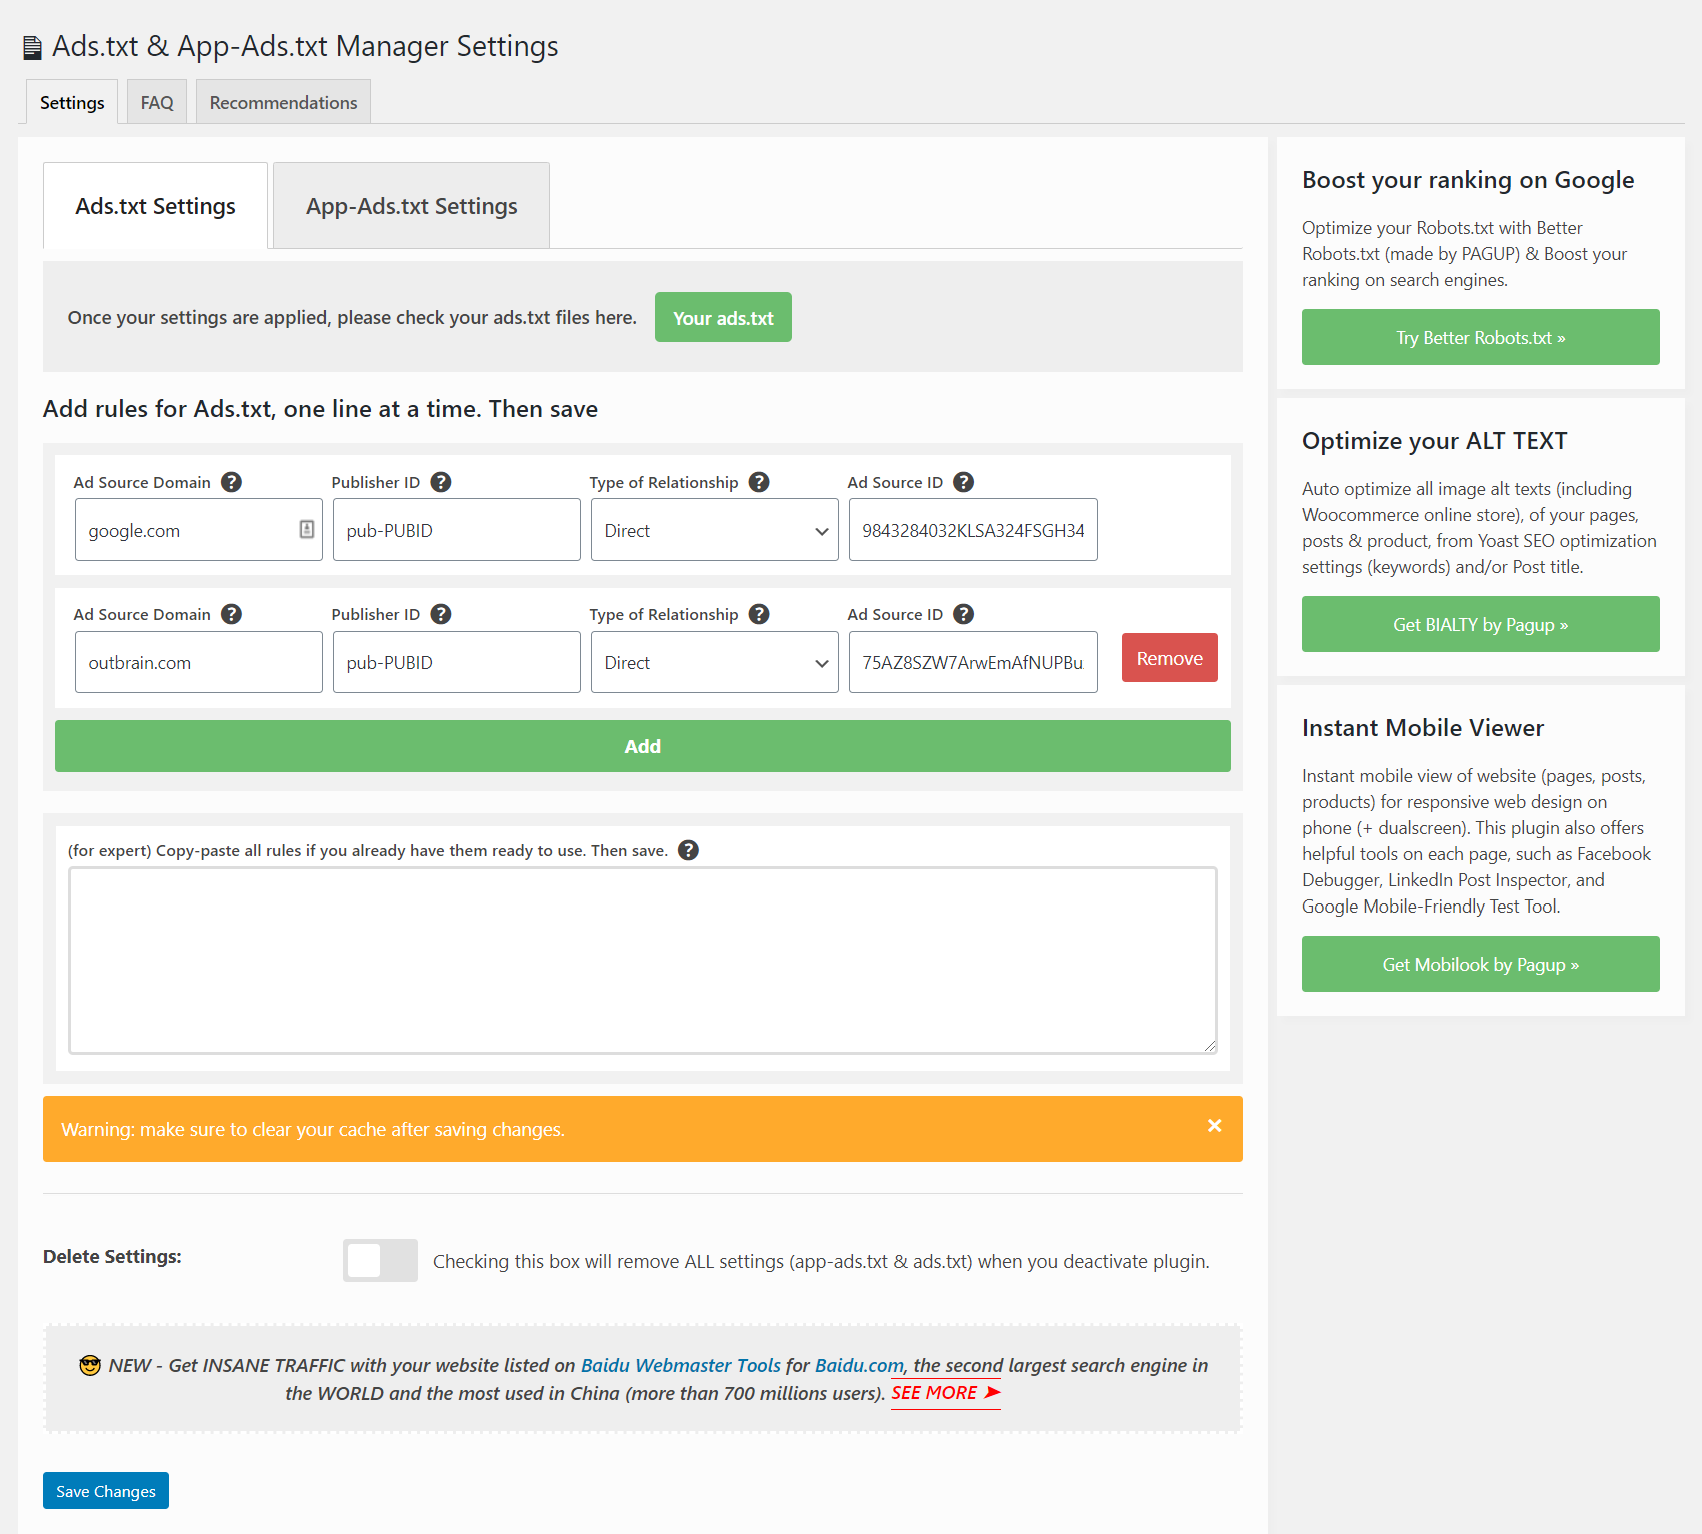 Ads.txt & App-Ads.txt Manager Settings
Settings
FAQ
Recommendations
Ads.txt Settings
App-Ads.txt Settings
Once your settings are applied, please check your ads.txt files here.
Your ads.txt
Add rules for Ads.txt, one line at a time. Then save
Ad Source Domain ?
Publisher ID ?
Type of Relationship ?
Ad Source ID ?
google.com
pub-PUBID
Direct
9843284032KLSA324FSGH34
Ad Source Domain ?
Publisher ID ?
Type of Relationship ?
Ad Source ID ?
outbrain.com
pub-PUBID
Direct
75AZ8SZW7ArwEmAfNUPBu
Remove
Add
(for expert) Copy-paste all rules if you already have them ready to use. Then save. ?
Warning: make sure to clear your cache after saving changes.
×
Delete Settings:
Checking this box will remove ALL settings (app-ads.txt & ads.txt) when you deactivate plugin.
😎 NEW - Get INSANE TRAFFIC with your website listed on Baidu Webmaster Tools for Baidu.com, the second largest search engine in
the WORLD and the most used in China (more than 700 millions users). SEE MORE ➤
Save Changes
Boost your ranking on Google
Optimize your Robots.txt with Better
Robots.txt (made by PAGUP) & Boost your
ranking on search engines.
Try Better Robots.txt »
Optimize your ALT TEXT
Auto optimize all image alt texts (including
Woocommerce online store), of your pages,
posts & product, from Yoast SEO optimization
settings (keywords) and/or Post title.
Get BIALTY by Pagup »
Instant Mobile Viewer
Instant mobile view of website (pages, posts,
products) for responsive web design on
phone (+ dualscreen). This plugin also offers
helpful tools on each page, such as Facebook
Debugger, LinkedIn Post Inspector, and
Google Mobile-Friendly Test Tool.
Get Mobilook by Pagup »